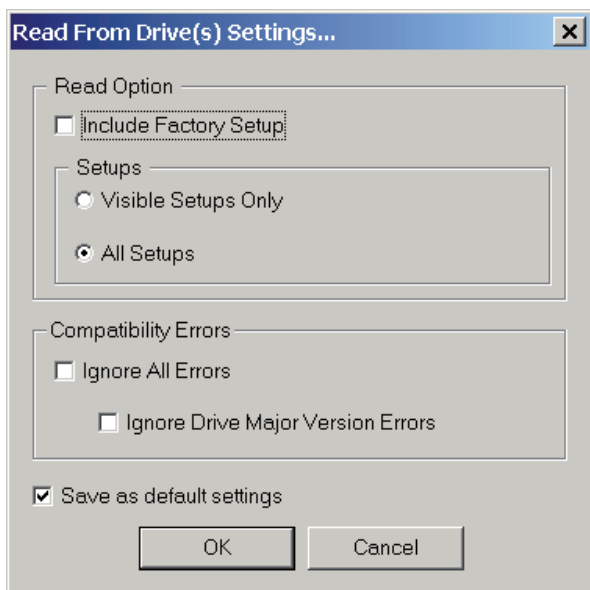 Read From Drive(s) Settings...
Read Option
Include Factory Setup
Setups
Visible Setups Only
All Setups
Compatibility Errors
Ignore All Errors
Ignore Drive Major Version Errors
Save as default settings
OK Cancel